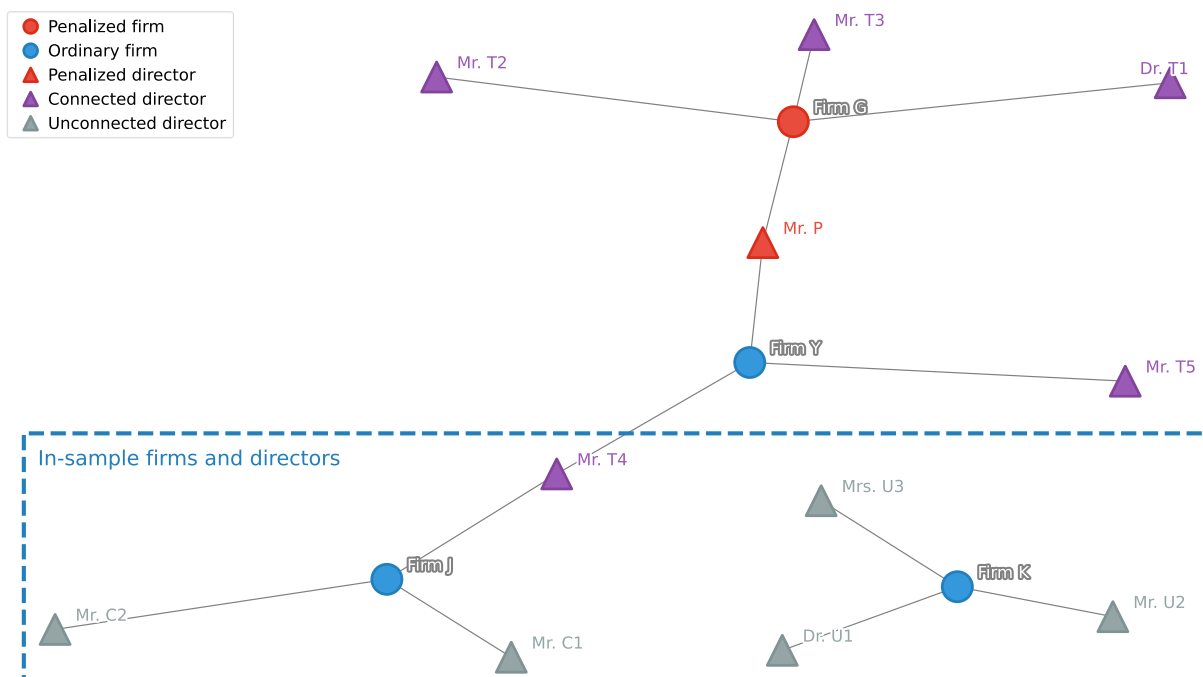 Penalized firm
Ordinary firm
Penalized director
Connected director
Unconnected director
Mr. T3
Mr. T2
Dr. T1
Firm G
Mr. P
Firm Y
Mr. T5
In-sample firms and directors
Mr. T4
Mrs. U3
Firm J
Firm K
Mr. C2
Mr. U2
Mr. C1
Dr. U1